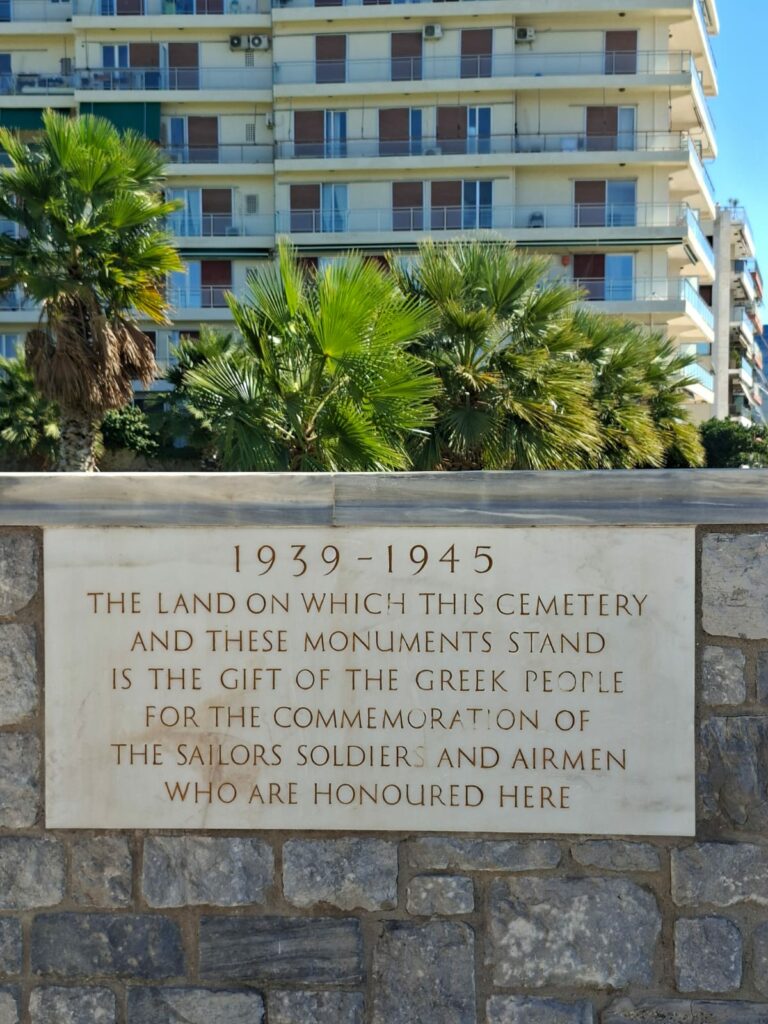 1939-1945
THE LAND ON WHICH THIS CEMETERY
AND THESE MONUMENTS STAND
IS THE GIFT OF THE GREEK PEOPLE
FOR THE COMMEMORATION OF
THE SAILORS SOLDIERS AND AIRMEN
WHO ARE HONOURED HERE